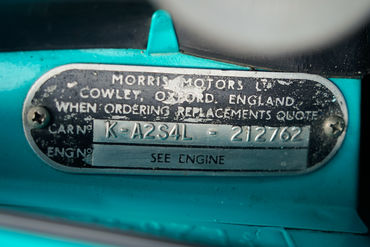 MORRIS MOTORS LTD
COWLEY, OXFORD, ENGLAND
WHEN ORDERING REPLACEMENTS QUOTE
CAR Nº K-A2S4L - 212762
ENG Nº SEE ENGINE